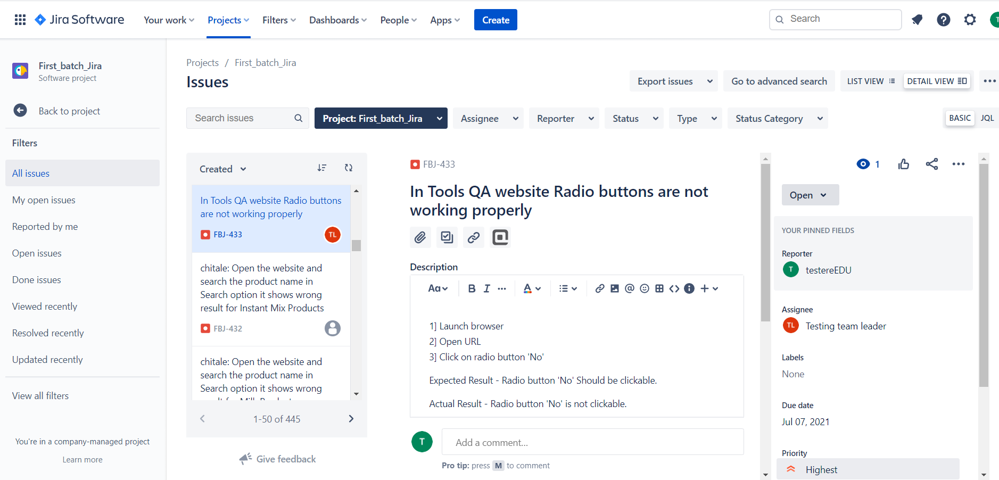 Jira Software
Your work
Projects
Filters
Dashboards
People
Apps
Create
Search
T
First_batch_Jira
Software project
Back to project
Filters
All issues
My open issues
Reported by me
Open issues
Done issues
Viewed recently
Resolved recently
Updated recently
View all filters
You're in a company-managed project
Learn more
Projects / First_batch_Jira
Issues
Export issues
Go to advanced search
LIST VIEW
DETAIL VIEW
Search issues
Project: First_batch_Jira
Assignee
Reporter
Status
Type
Status Category
BASIC
JQL
Created
In Tools QA website Radio buttons
are not working properly
FBJ-433
TL
chitale: Open the website and
search the product name in
Search option it shows wrong
result for Instant Mix Products
FBJ-432
chitale: Open the website and
search the product name in
Search option it shows wrong
1-50 of 445
Give feedback
FBJ-433
In Tools QA website Radio buttons are not
working properly
Description
Aa
B I A @
1] Launch browser
2] Open URL
3] Click on radio button 'No'
Expected Result - Radio button 'No' Should be clickable.
Actual Result - Radio button 'No' is not clickable.
T
Add a comment...
Pro tip: press M to comment
1
Open
YOUR PINNED FIELDS
Reporter
T testereEDU
Assignee
TL Testing team leader
Labels
None
Due date
Jul 07, 2021
Priority
Highest